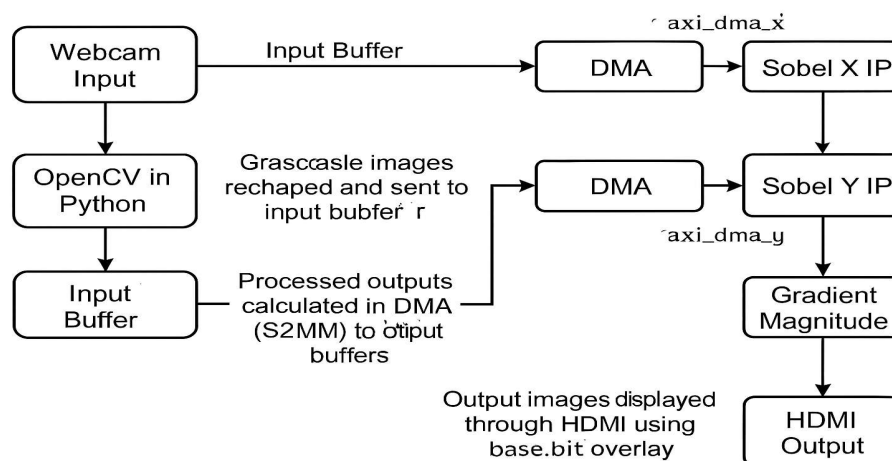 axi_dma_x
Webcam
Input
Input Buffer
DMA
Sobel X IP
OpenCV in
Python
Grasccasle images
rechaped and sent to
input bubfer r
DMA
Sobel Y IP
axi_dma_y
Input
Buffer
Processed outputs
calculated in DMA
(S2MM) to otiput
buffers
Gradient
Magnitude
Output images displayed
through HDMI using
base.bit overlay
HDMI
Output